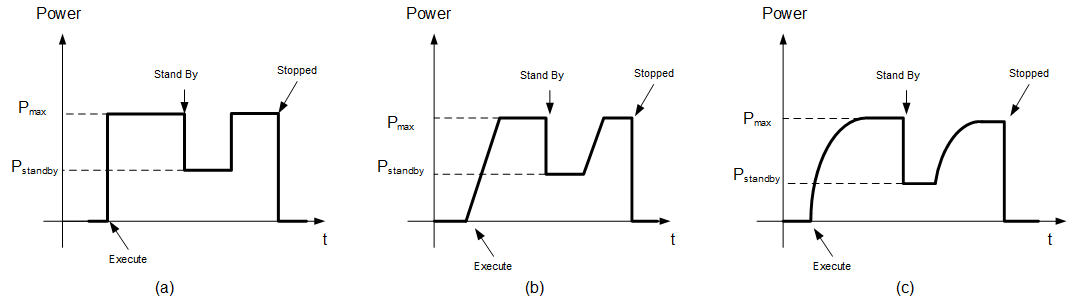 Power
Stand By
Stopped
Pmax
Pstandby
t
Execute
(a)
Power
Stand By
Stopped
Pmax
Pstandby
t
Execute
(b)
Power
Stand By
Stopped
Pmax
Pstandby
t
Execute
(c)